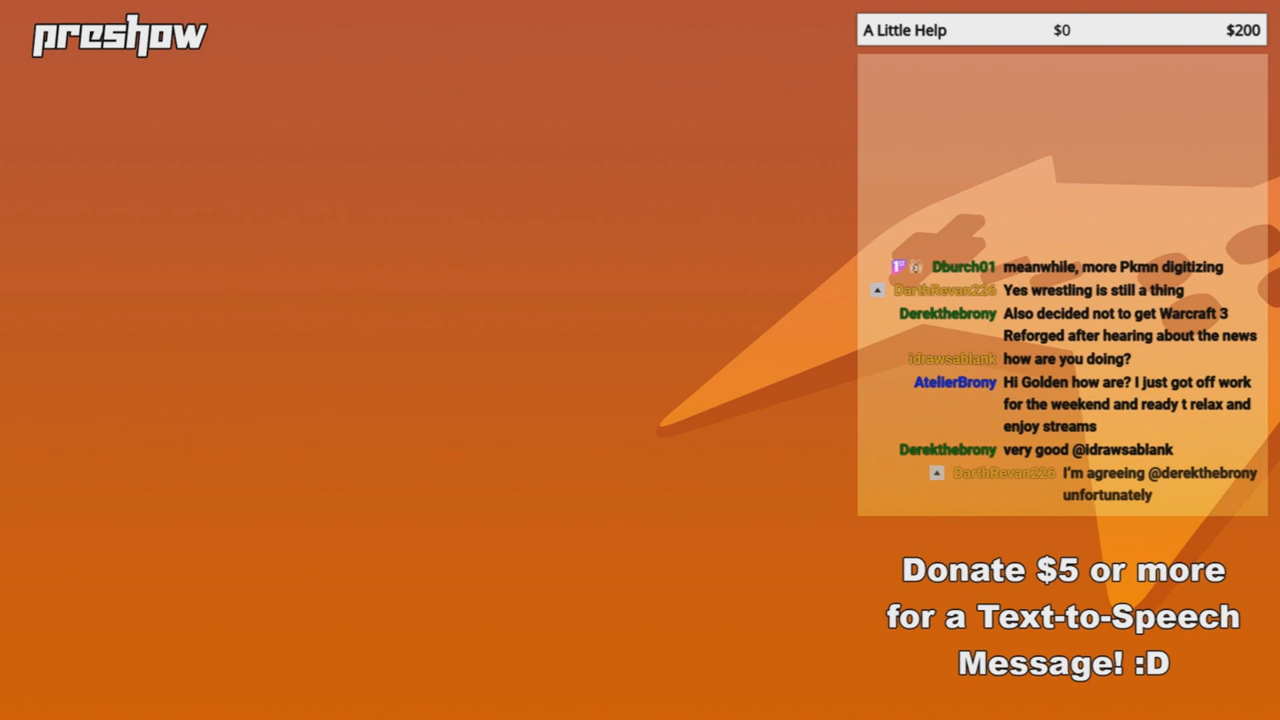 preshow
A Little Help $0 $200
Dburch01 meanwhile, more Pkmn digitizing
DarthRevan226 Yes wrestling is still a thing
Derekthebrony Also decided not to get Warcraft 3
Reforged after hearing about the news
idrawsablank how are you doing?
AtelierBrony Hi Golden how are? I just got off work
for the weekend and ready t relax and
enjoy streams
Derekthebrony very good @idrawsablank
DarthRevan226 I'm agreeing @derekthebrony
unfortunately
Donate $5 or more
for a Text-to-Speech
Message! :D